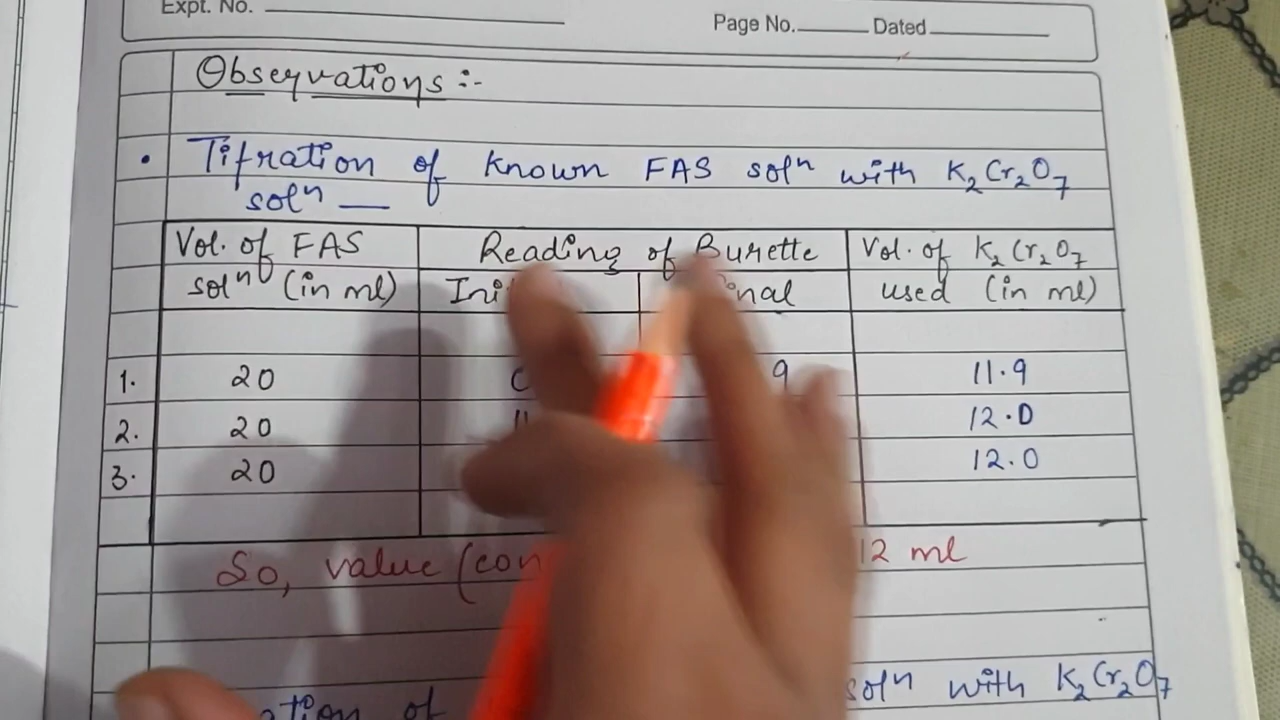 Expt. No.
Page No. Dated
Observations :-
• Titration of known FAS solⁿ with K₂Cr₂O₇
solⁿ —
Vol. of FAS Reading of Burette Vol. of K₂Cr₂O₇
solⁿ (in ml) used (in ml)
1. 20 11.9
2. 20 12.0
3. 20 12.0
So, value 12 ml
of solⁿ with K₂Cr₂O₇